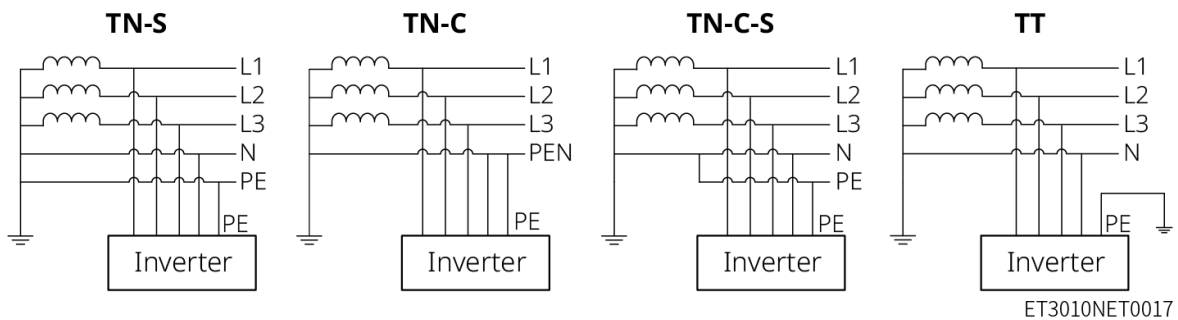 TN-S TN-C TN-C-S TT
L1 L1 L1 L1
L2 L2 L2 L2
L3 L3 L3 L3
N PEN N N
PE PE
PE PE PE PE
Inverter Inverter Inverter Inverter
ET3010NET0017